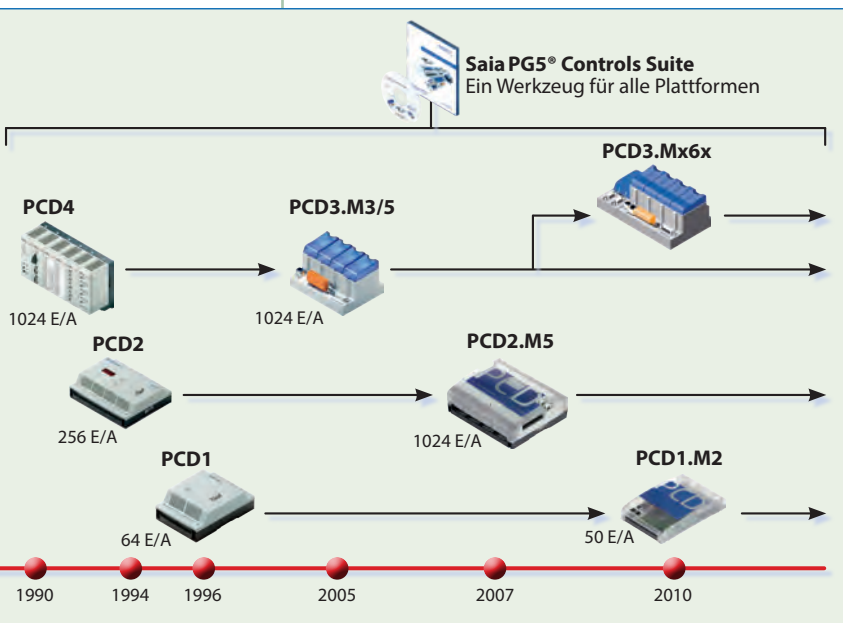 Saia PG5® Controls Suite
Ein Werkzeug für alle Plattformen
PCD3.Mx6x
PCD4
PCD3.M3/5
1024 E/A
1024 E/A
PCD2
PCD2.M5
256 E/A
1024 E/A
PCD1
PCD1.M2
64 E/A
50 E/A
1990
1994
1996
2005
2007
2010